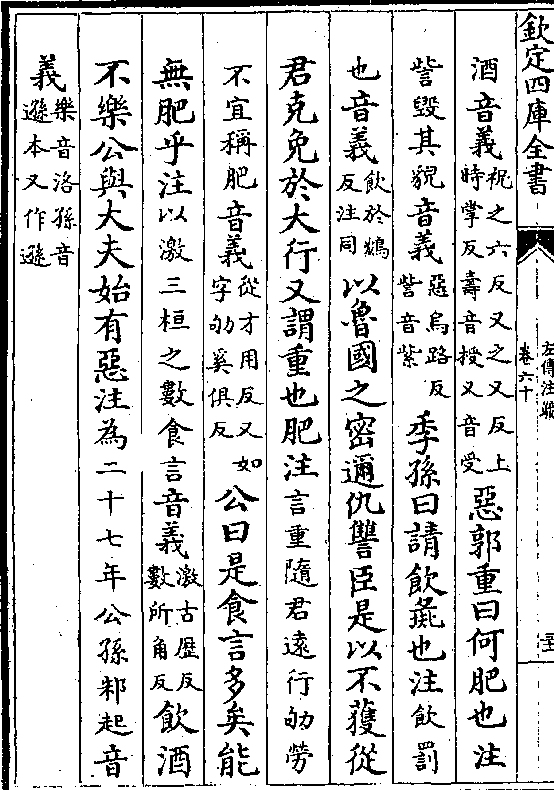 欽定四庫全書
左傳注疏
卷六十
酒音義祝之六反又之又反上時掌反壽音授又音受惡郭重曰何肥也注
訾毀其貌音義惡烏路反訾音紫季孫曰請飲彘也注飲罰
也音義飲於鴆反注同以魯國之密邇仇讐臣是以不獲從
君克免於大行又謂重也肥注言重隨君遠行劬勞
不宜稱肥音義從才用反又如字劬奚俱反公曰是食言多矣能
無肥乎注以激三桓之數食言音義激古歴反數所角反飲酒
不樂公與大夫始有惡注為二十七年公孫邾起音
義樂音洛孫音遜本又作遜